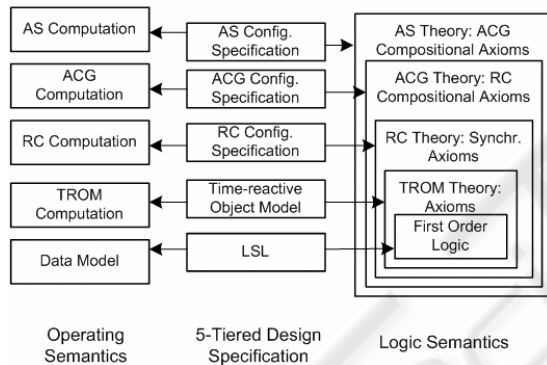 AS Computation
AS Config.
Specification
AS Theory: ACG
Compositional Axioms
ACG
Computation
ACG Config.
Specification
ACG Theory: RC
Compositional Axioms
RC Computation
RC Config.
Specification
RC Theory: Synchr.
Axioms
TROM
Computation
Time-reactive
Object Model
TROM Theory:
Axioms
First Order
Logic
Data Model
LSL
Operating
Semantics
5-Tiered Design
Specification
Logic Semantics